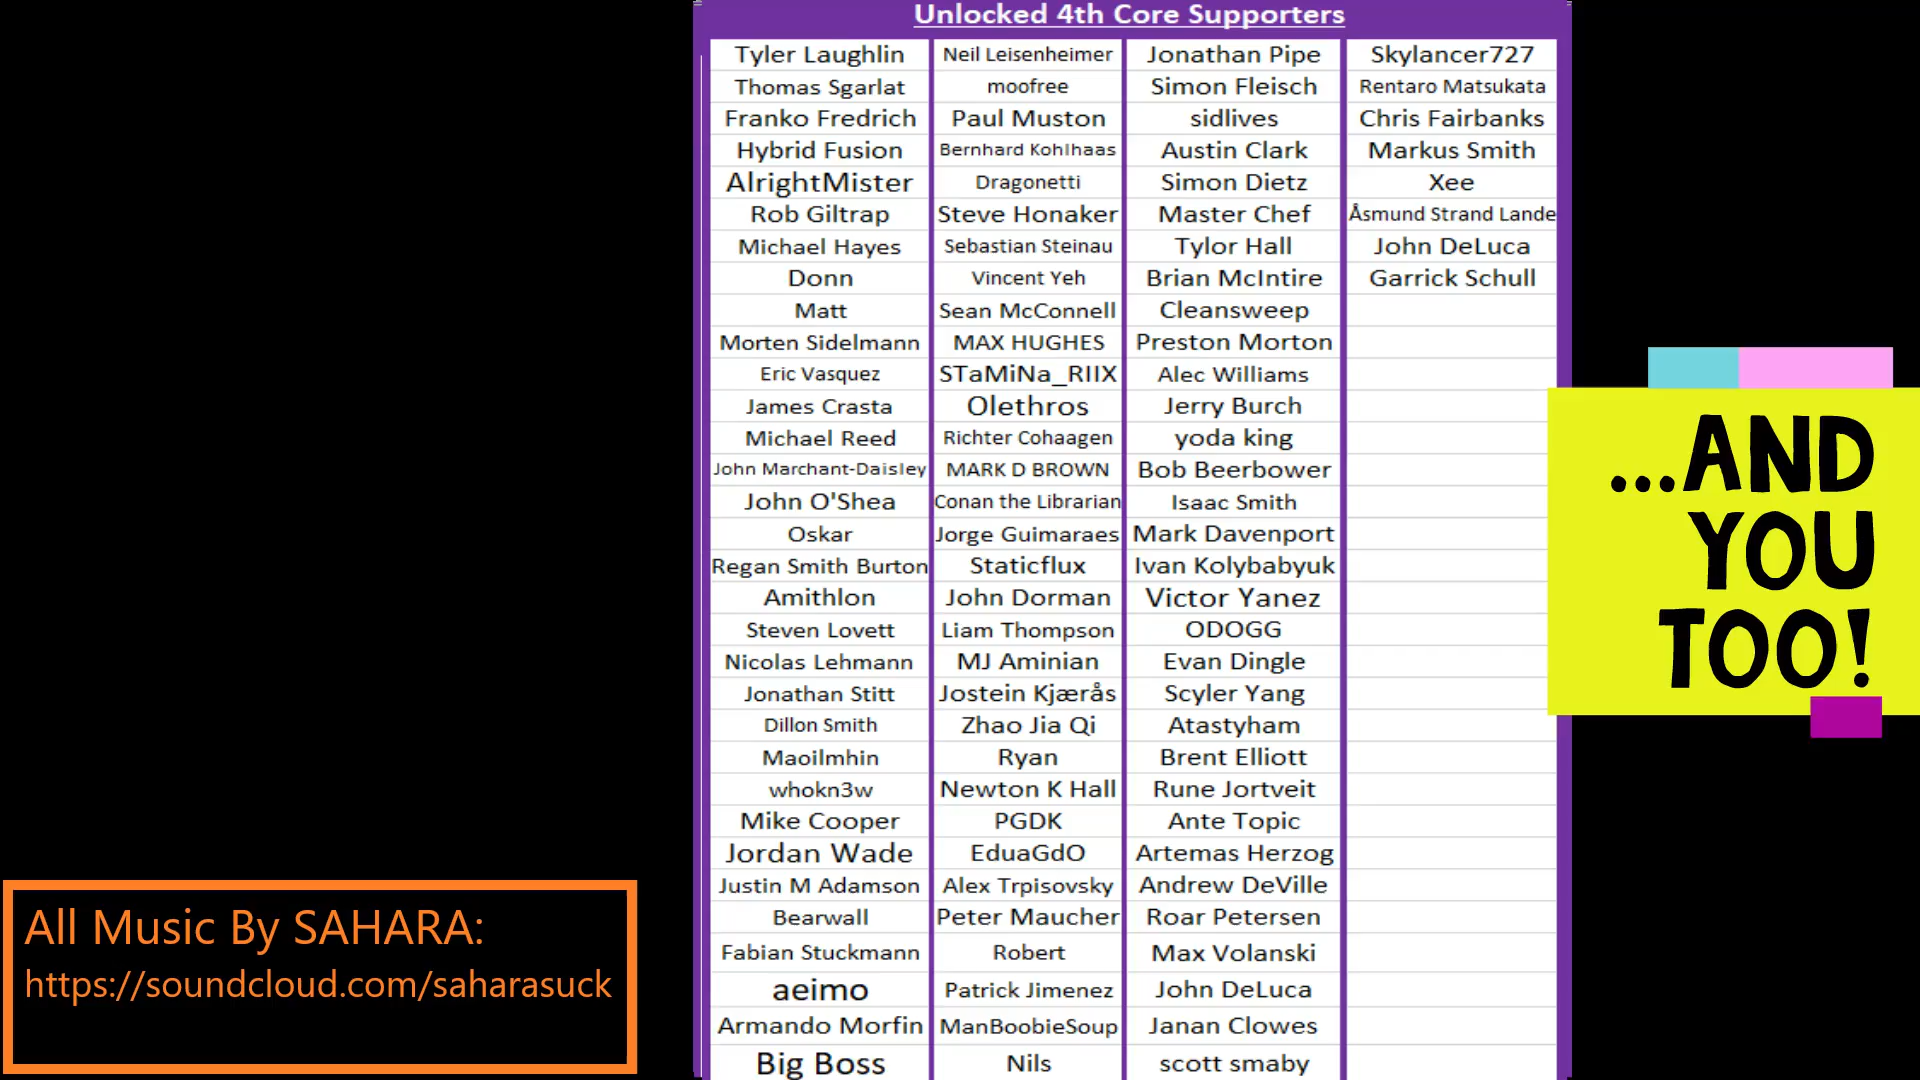 Unlocked 4th Core Supporters
Tyler Laughlin Neil Leisenheimer Jonathan Pipe Skylancer727
Thomas Sgarlat moofree Simon Fleisch Rentaro Matsukata
Franko Fredrich Paul Muston sidlives Chris Fairbanks
Hybrid Fusion Bernhard Kohlhaas Austin Clark Markus Smith
AlrightMister Dragonetti Simon Dietz Xee
Rob Giltrap Steve Honaker Master Chef Åsmund Strand Lande
Michael Hayes Sebastian Steinau Tylor Hall John DeLuca
Donn Vincent Yeh Brian McIntire Garrick Schull
Matt Sean McConnell Cleansweep
Morten Sidelmann MAX HUGHES Preston Morton
Eric Vasquez STaMiNa_RIIX Alec Williams
James Crasta Olethros Jerry Burch
Michael Reed Richter Cohaagen yoda king
John Marchant-Daisley MARK D BROWN Bob Beerbower
John O'Shea Conan the Librarian Isaac Smith
Oskar Jorge Guimaraes Mark Davenport
Regan Smith Burton Staticflux Ivan Kolybabyuk
Amithlon John Dorman Victor Yanez
Steven Lovett Liam Thompson ODOGG
Nicolas Lehmann MJ Aminian Evan Dingle
Jonathan Stitt Jostein Kjærås Scyler Yang
Dillon Smith Zhao Jia Qi Atastyham
Maoilmhin Ryan Brent Elliott
whokn3w Newton K Hall Rune Jortveit
Mike Cooper PGDK Ante Topic
Jordan Wade EduaGdO Artemas Herzog
Justin M Adamson Alex Trpisovsky Andrew DeVille
Bearwall Peter Maucher Roar Petersen
Fabian Stuckmann Robert Max Volanski
aeimo Patrick Jimenez John DeLuca
Armando Morfin ManBoobieSoup Janan Clowes
Big Boss Nils scott smaby
...AND
YOU
TOO!
All Music By SAHARA:
https://soundcloud.com/saharasuck